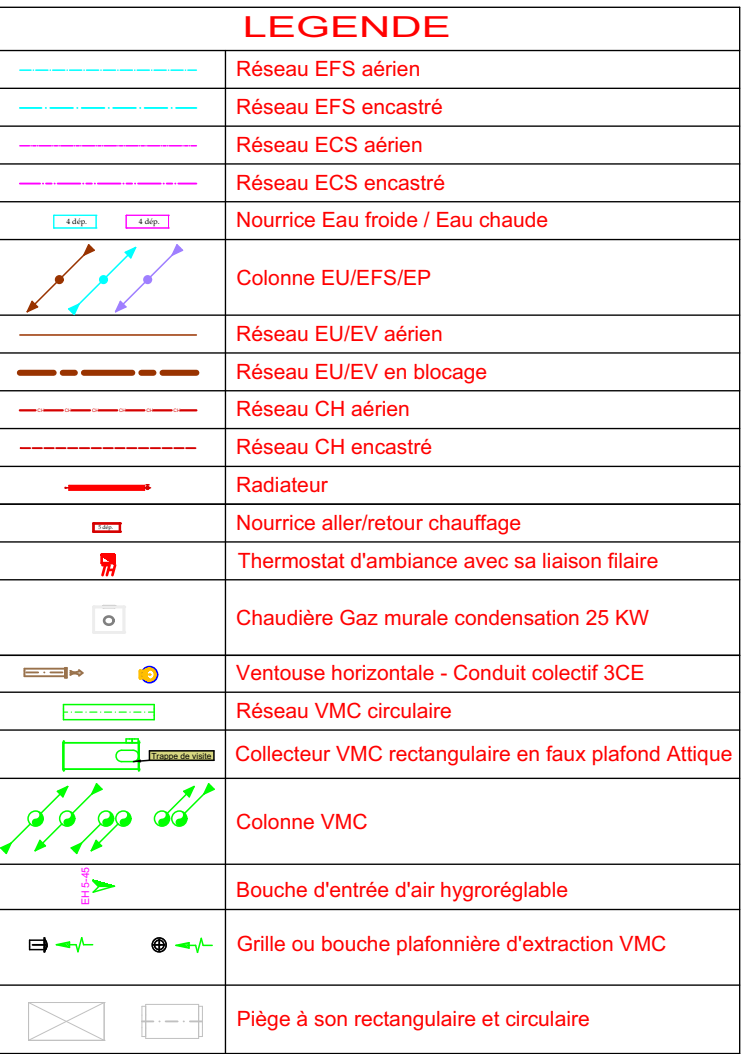 LEGENDE
Réseau EFS aérien
Réseau EFS encastré
Réseau ECS aérien
Réseau ECS encastré
4 dép. 4 dép. Nourrice Eau froide / Eau chaude
Colonne EU/EFS/EP
Réseau EU/EV aérien
Réseau EU/EV en blocage
Réseau CH aérien
Réseau CH encastré
Radiateur
Nourrice aller/retour chauffage
Thermostat d'ambiance avec sa liaison filaire
Chaudière Gaz murale condensation 25 KW
Ventouse horizontale - Conduit colectif 3CE
Réseau VMC circulaire
Trappe de visite Collecteur VMC rectangulaire en faux plafond Attique
Colonne VMC
EH 5-45 Bouche d'entrée d'air hygroréglable
Grille ou bouche plafonnière d'extraction VMC
Piège à son rectangulaire et circulaire